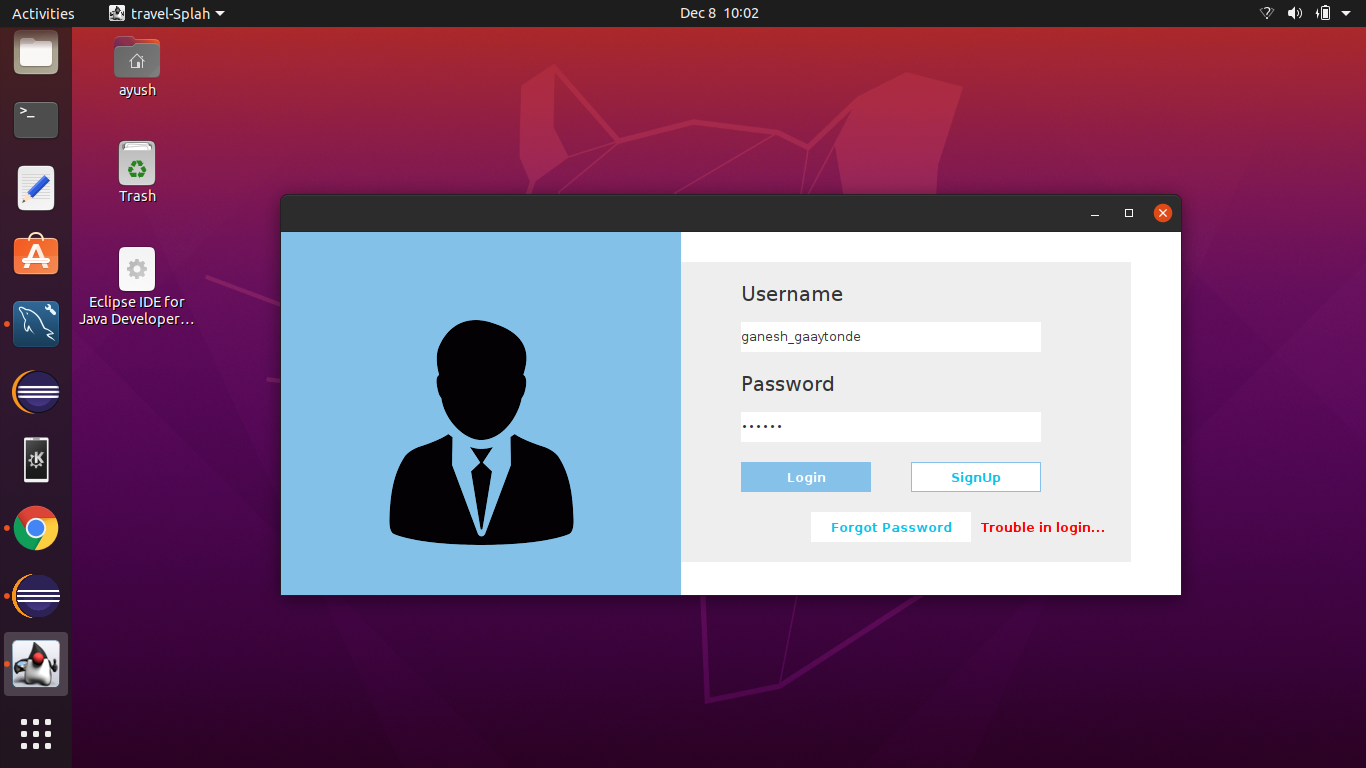 Activities
travel-Splah
Dec 8 10:02
ayush
Trash
Eclipse IDE for
Java Developer…
>_
K
Username
ganesh_gaaytonde
Password
••••••
Login
SignUp
Forgot Password
Trouble in login...